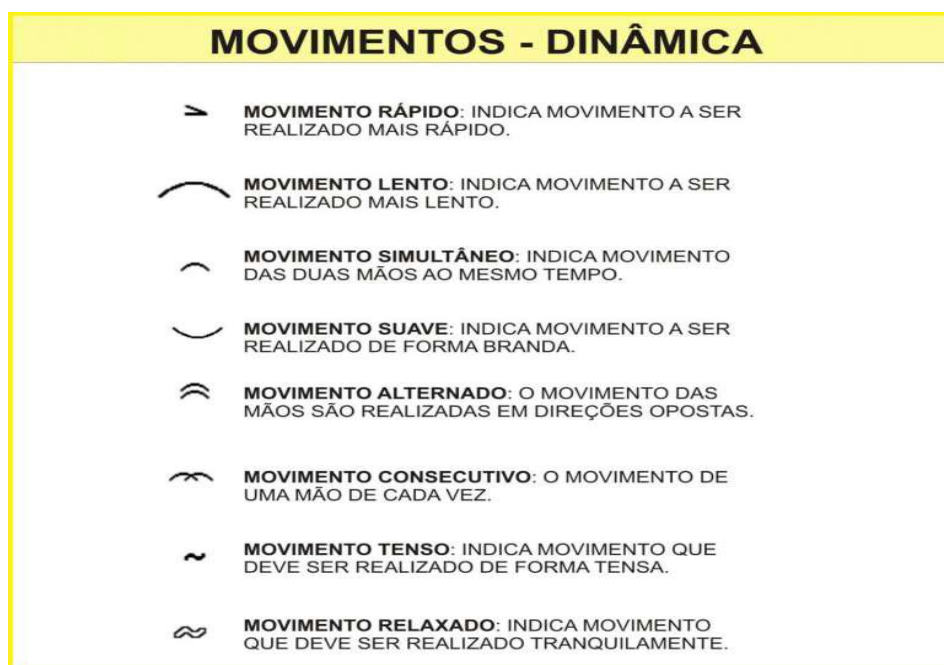 MOVIMENTOS - DINÂMICA
MOVIMENTO RÁPIDO: INDICA MOVIMENTO A SER
REALIZADO MAIS RÁPIDO.
MOVIMENTO LENTO: INDICA MOVIMENTO A SER
REALIZADO MAIS LENTO.
MOVIMENTO SIMULTÂNEO: INDICA MOVIMENTO
DAS DUAS MÃOS AO MESMO TEMPO.
MOVIMENTO SUAVE: INDICA MOVIMENTO A SER
REALIZADO DE FORMA BRANDA.
MOVIMENTO ALTERNADO: O MOVIMENTO DAS
MÃOS SÃO REALIZADAS EM DIREÇÕES OPOSTAS.
MOVIMENTO CONSECUTIVO: O MOVIMENTO DE
UMA MÃO DE CADA VEZ.
MOVIMENTO TENSO: INDICA MOVIMENTO QUE
DEVE SER REALIZADO DE FORMA TENSA.
MOVIMENTO RELAXADO: INDICA MOVIMENTO
QUE DEVE SER REALIZADO TRANQUILAMENTE.